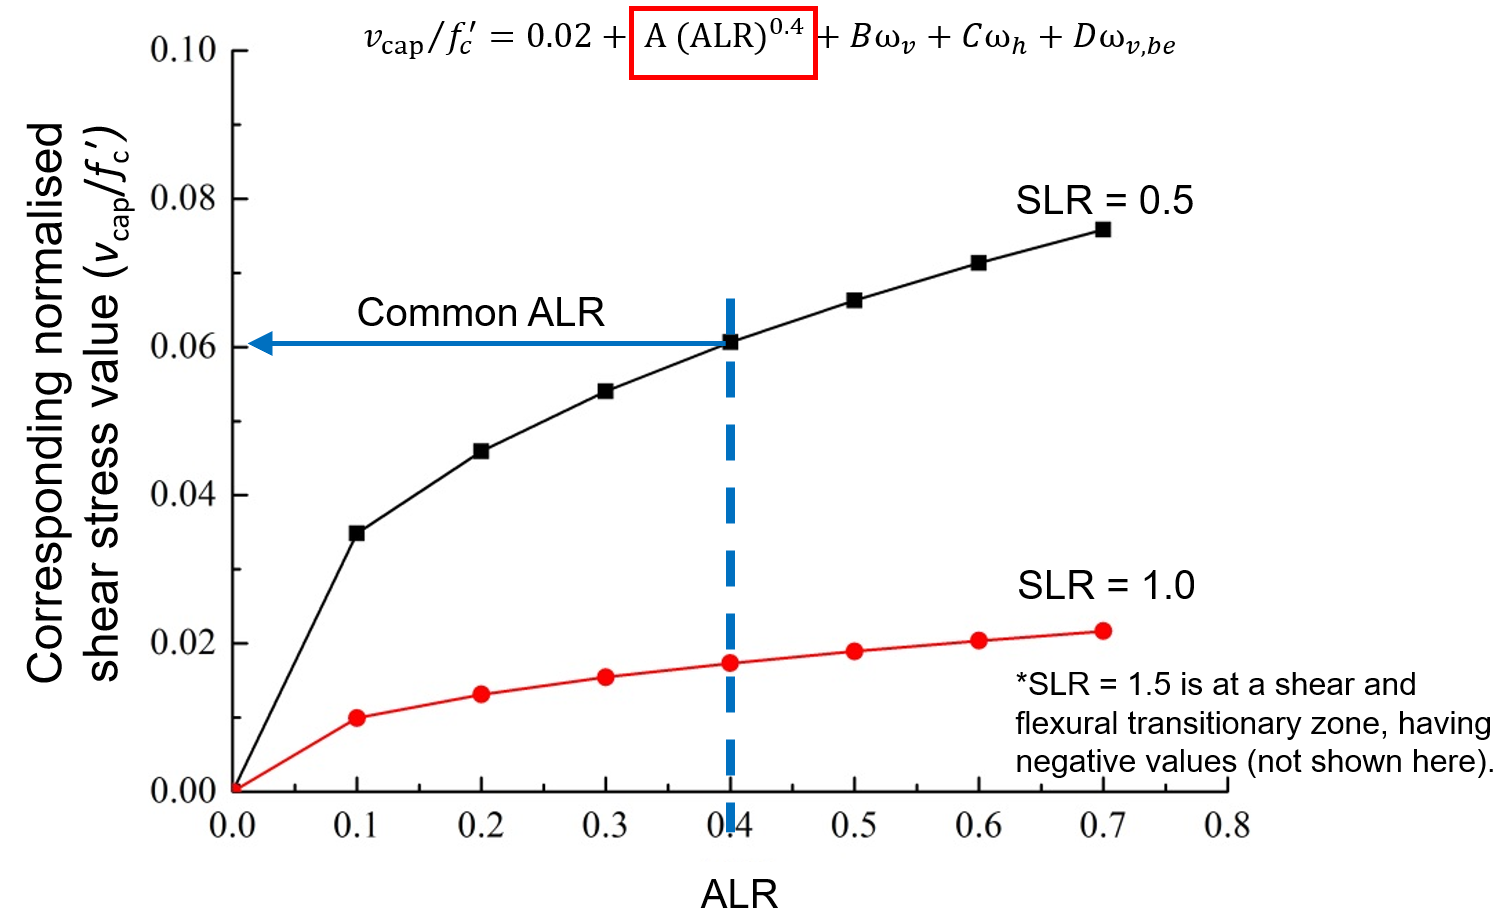 v_cap/f_c′ = 0.02 + A (ALR)^0.4 + Bω_v + Cω_h + Dω_v,be
Corresponding normalised
shear stress value (v_cap/f_c′)
0.10
0.08
0.06
0.04
0.02
0.00
SLR = 0.5
Common ALR
SLR = 1.0
*SLR = 1.5 is at a shear and
flexural transitionary zone, having
negative values (not shown here).
0.0 0.1 0.2 0.3 0.4 0.5 0.6 0.7 0.8
ALR